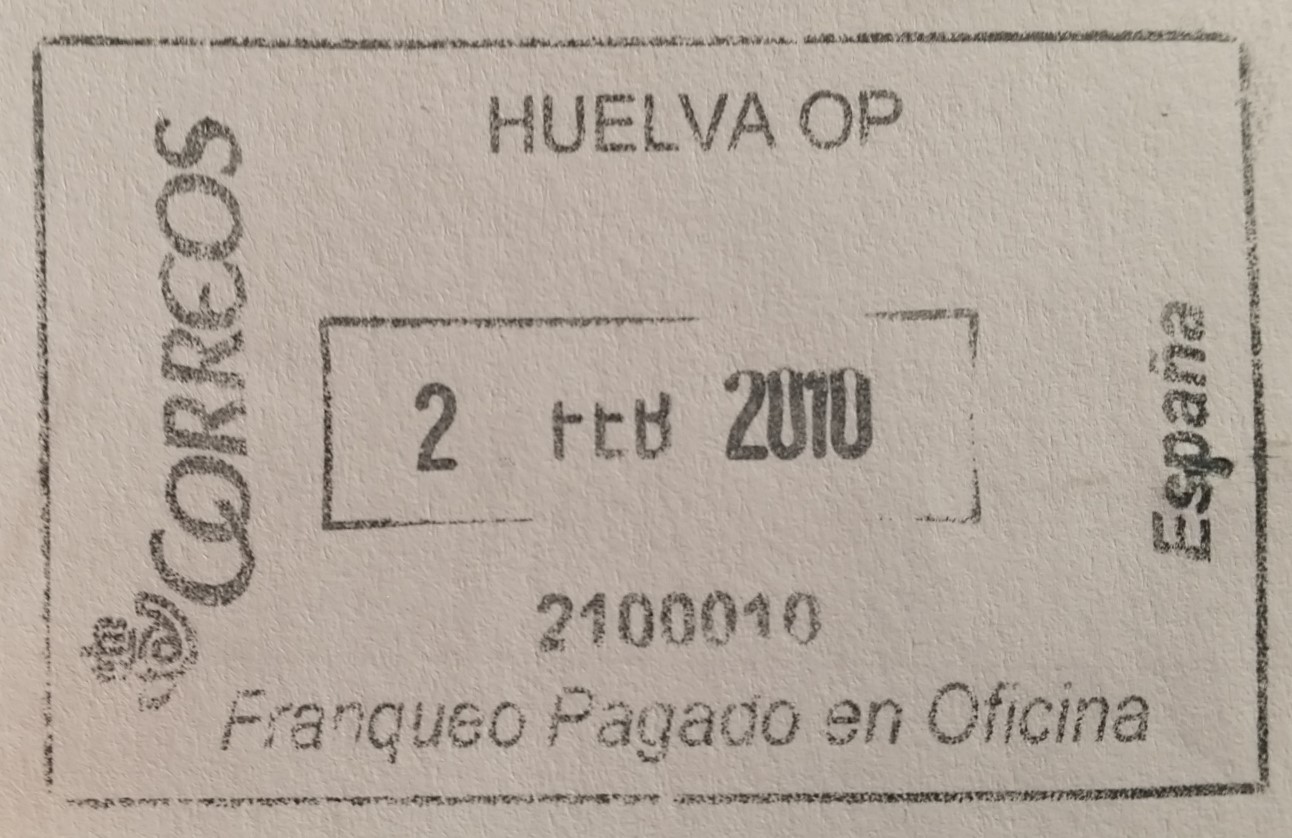 HUELVA OP
CORREOS
2 FEB 2010
España
2100010
Franqueo Pagado en Oficina